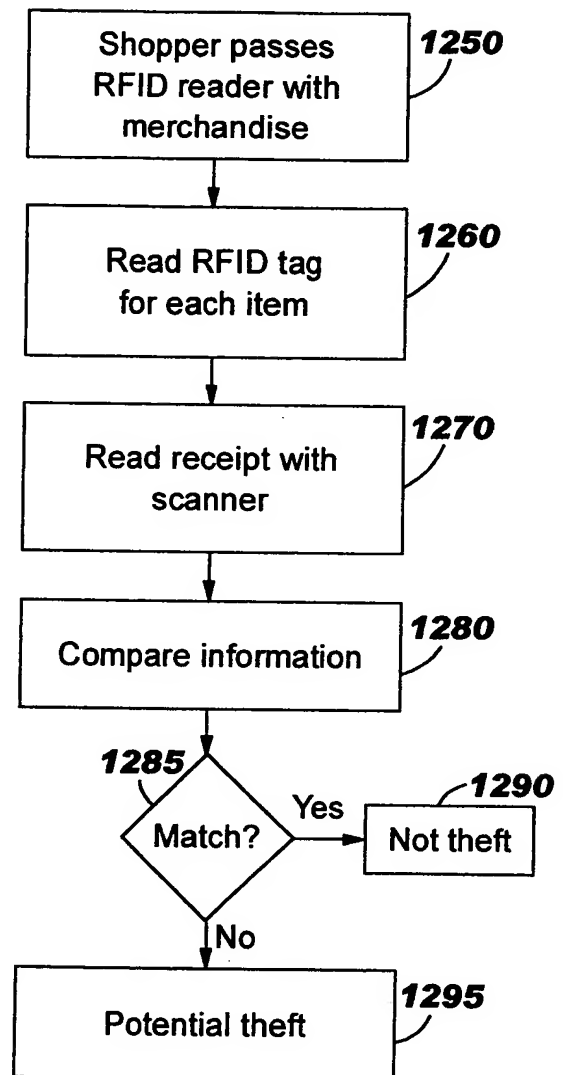 Shopper passes
RFID reader with
merchandise
1250
Read RFID tag
for each item
1260
Read receipt with
scanner
1270
Compare information
1280
1285
Match?
Yes
Not theft
1290
No
Potential theft
1295